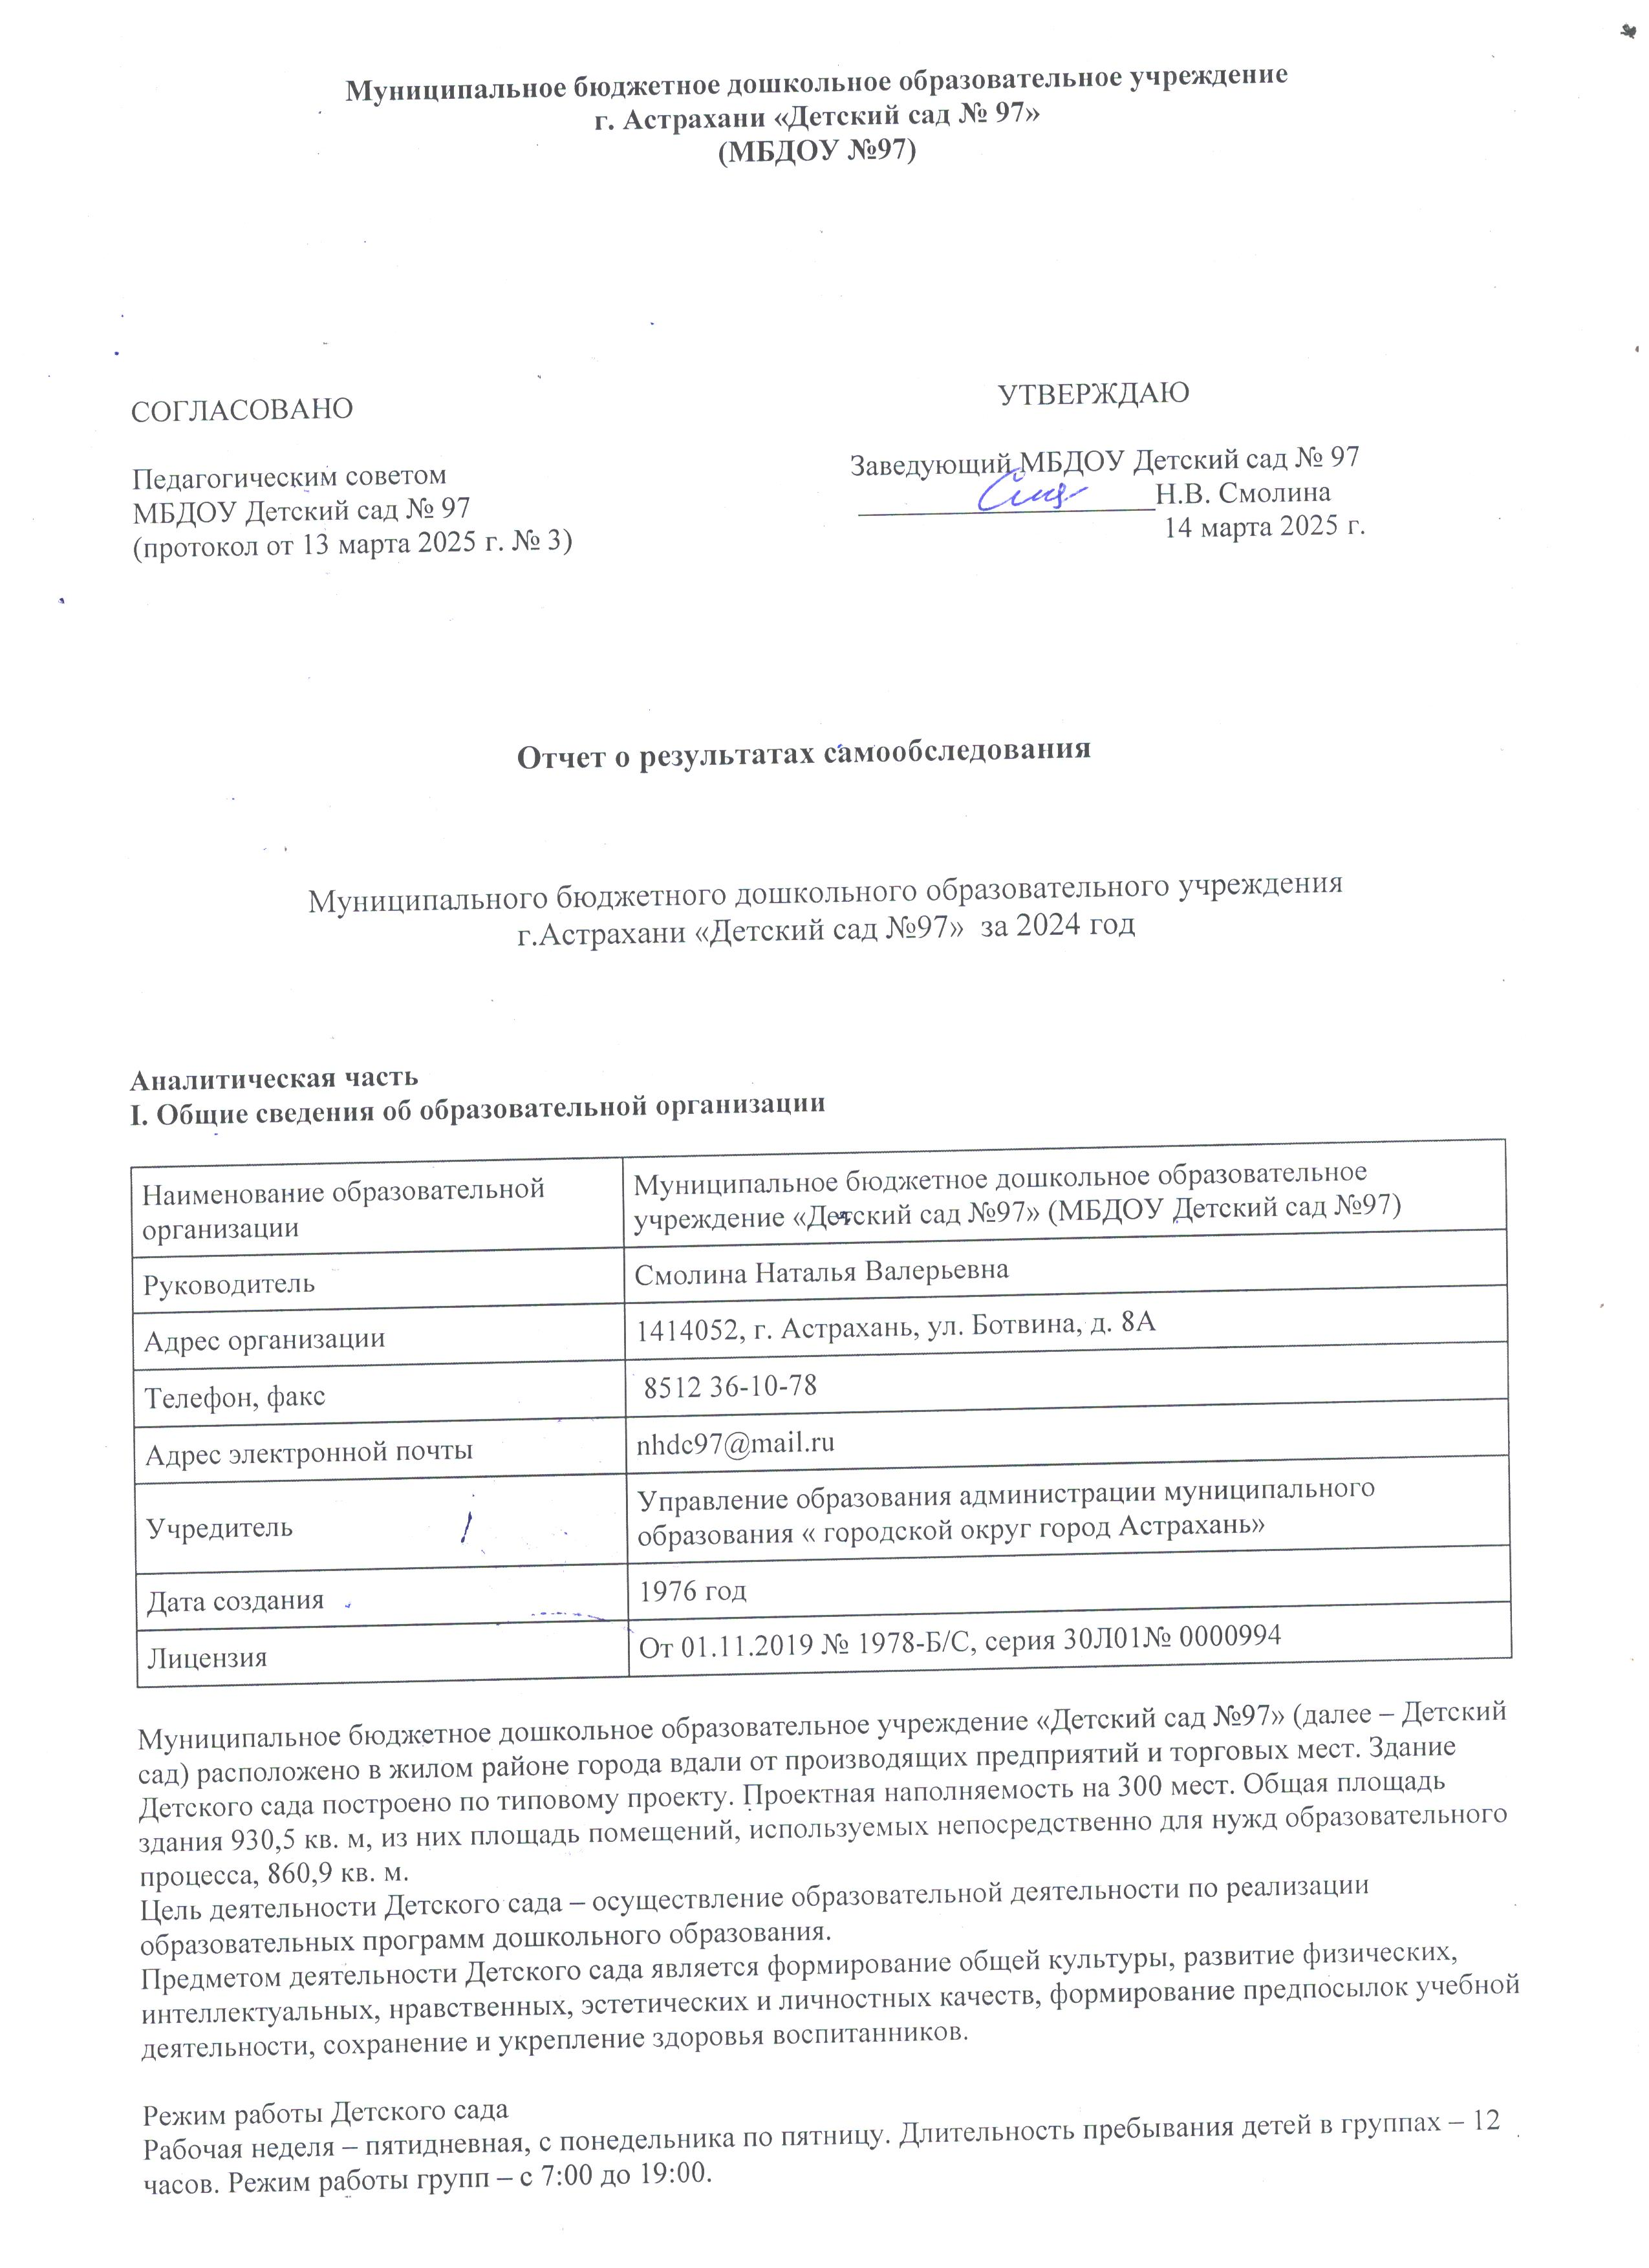 Муниципальное бюджетное дошкольное образовательное учреждение
г. Астрахани «Детский сад № 97»
(МБДОУ №97)
СОГЛАСОВАНО
Педагогическим советом
МБДОУ Детский сад № 97
(протокол от 13 марта 2025 г. № 3)
УТВЕРЖДАЮ
Заведующий МБДОУ Детский сад № 97
Н.В. Смолина
14 марта 2025 г.
Отчет о результатах самообследования
Муниципального бюджетного дошкольного образовательного учреждения
г.Астрахани «Детский сад №97» за 2024 год
Аналитическая часть
I. Общие сведения об образовательной организации
Наименование образовательной
организации
Муниципальное бюджетное дошкольное образовательное
учреждение «Детский сад №97» (МБДОУ Детский сад №97)
Руководитель
Смолина Наталья Валерьевна
Адрес организации
1414052, г. Астрахань, ул. Ботвина, д. 8А
Телефон, факс
8512 36-10-78
Адрес электронной почты
nhdc97@mail.ru
Учредитель
Управление образования администрации муниципального
образования « городской округ город Астрахань»
Дата создания
1976 год
Лицензия
От 01.11.2019 № 1978-Б/С, серия 30Л01№ 0000994
Муниципальное бюджетное дошкольное образовательное учреждение «Детский сад №97» (далее – Детский
сад) расположено в жилом районе города вдали от производящих предприятий и торговых мест. Здание
Детского сада построено по типовому проекту. Проектная наполняемость на 300 мест. Общая площадь
здания 930,5 кв. м, из них площадь помещений, используемых непосредственно для нужд образовательного
процесса, 860,9 кв. м.
Цель деятельности Детского сада – осуществление образовательной деятельности по реализации
образовательных программ дошкольного образования.
Предметом деятельности Детского сада является формирование общей культуры, развитие физических,
интеллектуальных, нравственных, эстетических и личностных качеств, формирование предпосылок учебной
деятельности, сохранение и укрепление здоровья воспитанников.
Режим работы Детского сада
Рабочая неделя – пятидневная, с понедельника по пятницу. Длительность пребывания детей в группах – 12
часов. Режим работы групп – с 7:00 до 19:00.